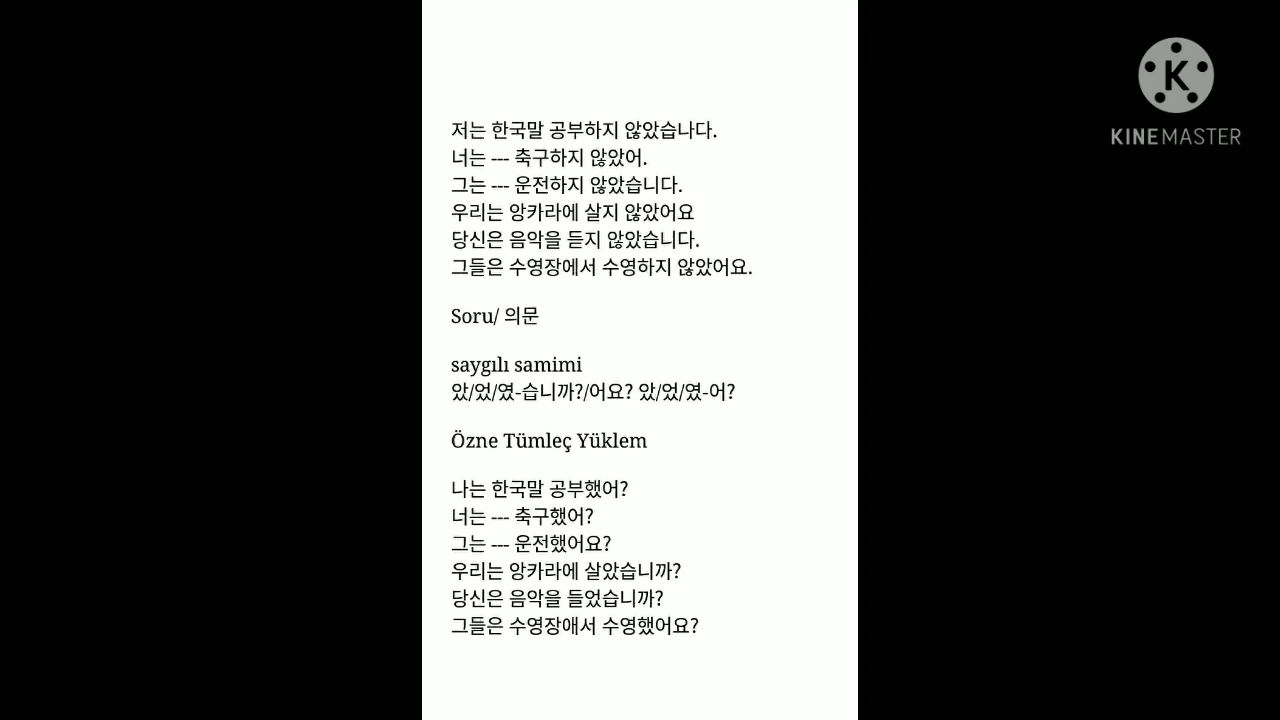 저는 한국말 공부하지 않았습나다.
너는 --- 축구하지 않았어.
그는 --- 운전하지 않았습니다.
우리는 앙카라에 살지 않았어요
당신은 음악을 듣지 않았습니다.
그들은 수영장에서 수영하지 않았어요.
Soru/ 의문
saygılı samimi
았/었/였-습니까?/어요? 았/었/였-어?
Özne Tümleç Yüklem
나는 한국말 공부했어?
너는 --- 축구했어?
그는 --- 운전했어요?
우리는 앙카라에 살았습니까?
당신은 음악을 들었습니까?
그들은 수영장애서 수영했어요?
K
KINEMASTER